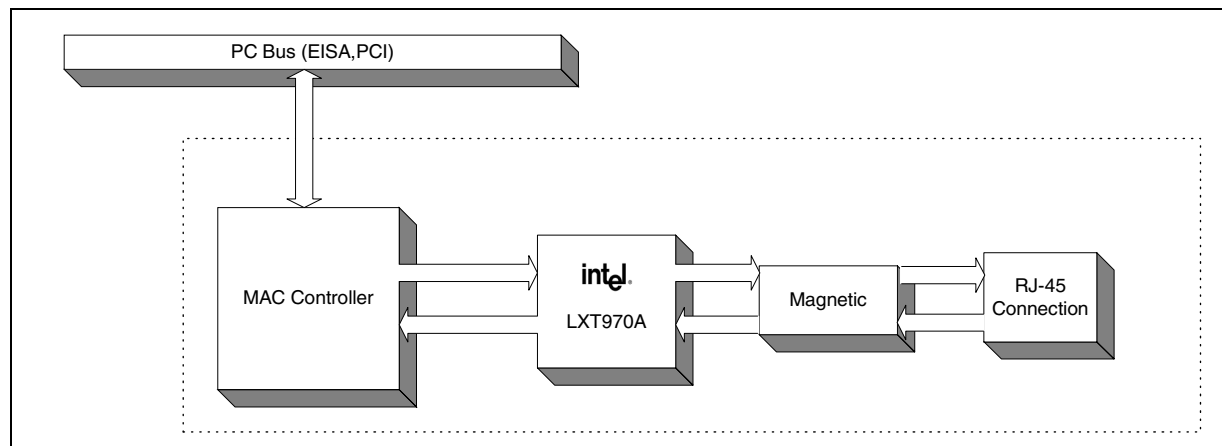 PC Bus (EISA,PCI)
MAC Controller
intel®
LXT970A
Magnetic
RJ-45
Connection